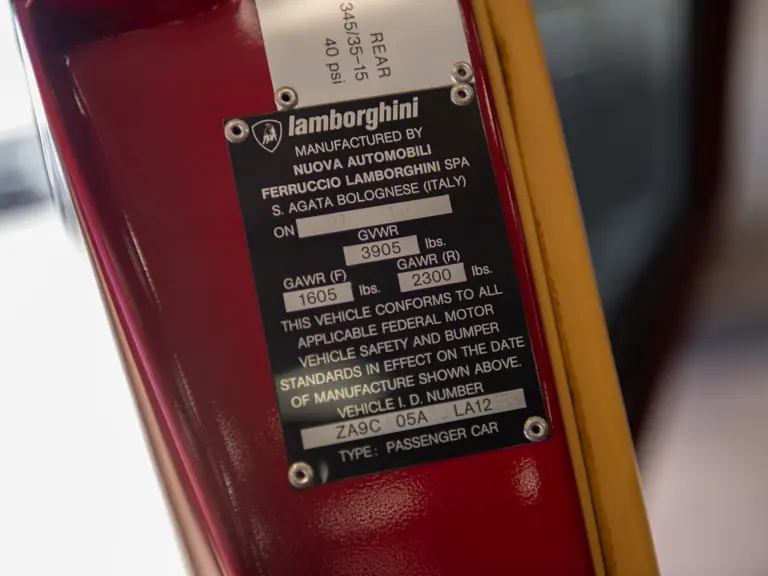 REAR
345/35-15
40 psi
lamborghini
MANUFACTURED BY
NUOVA AUTOMOBILI
FERRUCCIO LAMBORGHINI SPA
S. AGATA BOLOGNESE (ITALY)
ON
GVWR
3905 lbs.
GAWR (F) GAWR (R)
1605 lbs. 2300 lbs.
THIS VEHICLE CONFORMS TO ALL
APPLICABLE FEDERAL MOTOR
VEHICLE SAFETY AND BUMPER
STANDARDS IN EFFECT ON THE DATE
OF MANUFACTURE SHOWN ABOVE.
VEHICLE I. D. NUMBER
ZA9C 05A LA12
TYPE: PASSENGER CAR